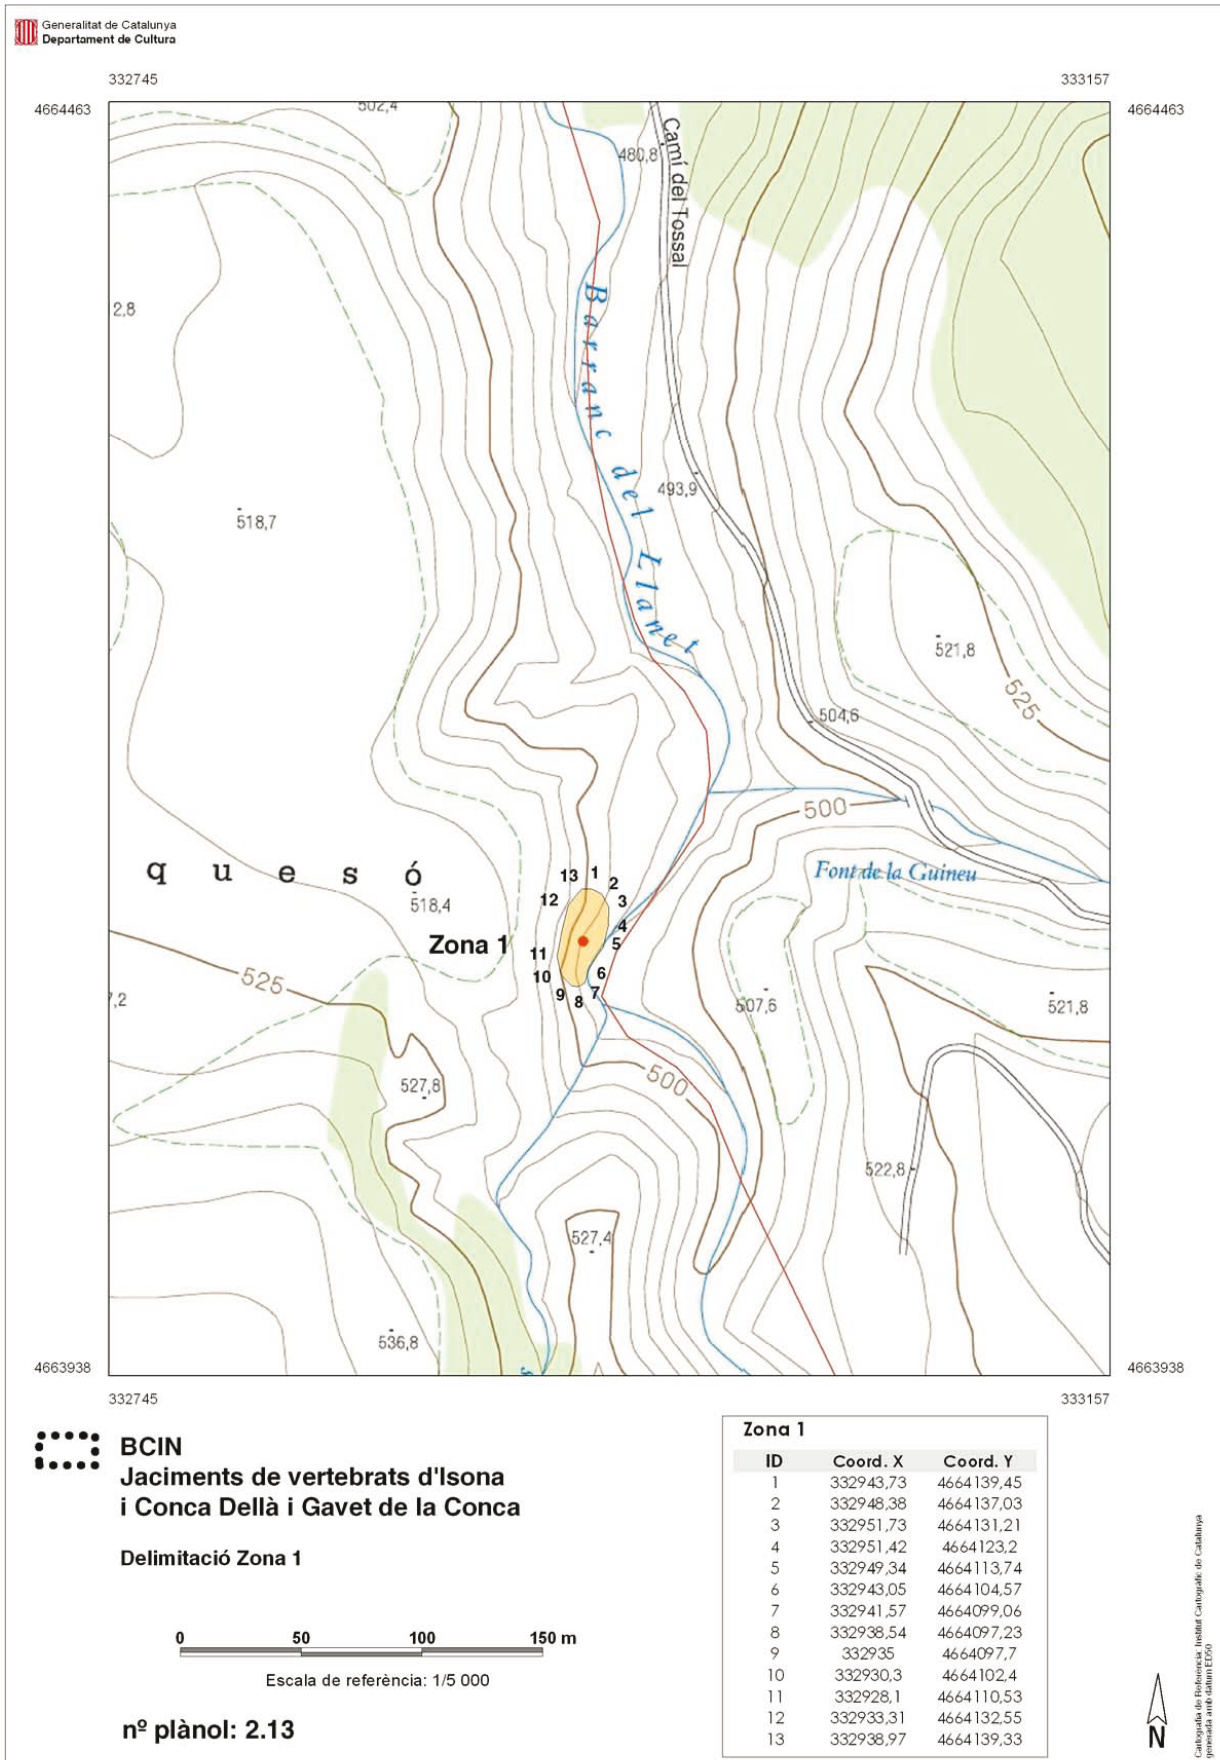 Generalitat de Catalunya
Departament de Cultura
332745
333157
4664463
4664463
502,4
480,8
Camí del Tossal
2,8
Barranc del Llanet
493,9
518,7
521,8
525
504,6
500
Font de la Guineu
quesó
518,4
13
1
2
12
3
4
5
Zona 1
11
10
6
9
8
7
525
7,2
507,6
521,8
527,8
500
522,8
527,4
536,8
s
4663938
4663938
332745
333157
BCIN
Jaciments de vertebrats d'Isona
i Conca Dellà i Gavet de la Conca
Delimitació Zona 1
0 50 100 150 m
Escala de referència: 1/5 000
nº plànol: 2.13
Zona 1
ID Coord. X Coord. Y
1 332943,73 4664139,45
2 332948,38 4664137,03
3 332951,73 4664131,21
4 332951,42 4664123,2
5 332949,34 4664113,74
6 332943,05 4664104,57
7 332941,57 4664099,06
8 332938,54 4664097,23
9 332935 4664097,7
10 332930,3 4664102,4
11 332928,1 4664110,53
12 332933,31 4664132,55
13 332938,97 4664139,33
N
Cartografia de Referència: Institut Cartogràfic de Catalunya
generada amb datum ED50